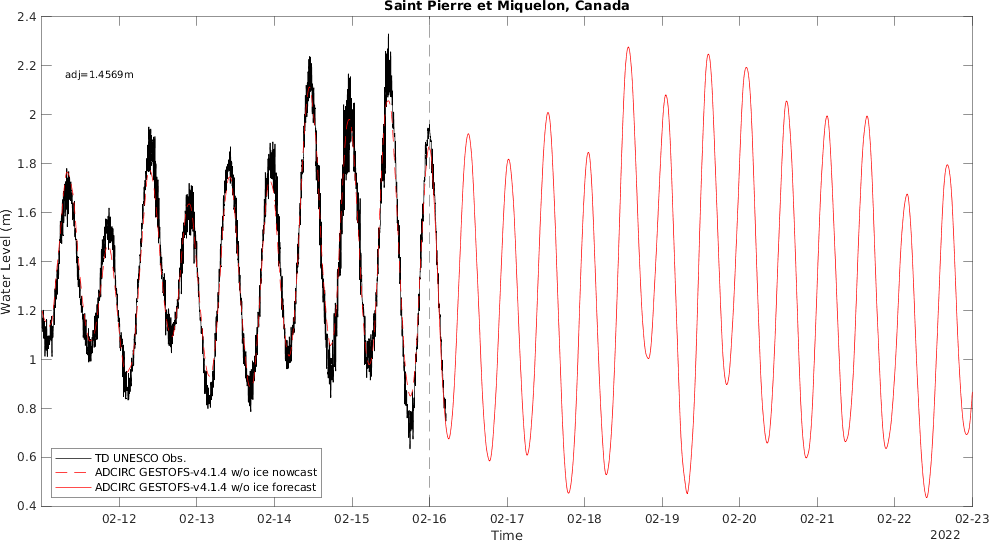 Saint Pierre et Miquelon, Canada
2.4
2.2
2
1.8
1.6
1.4
1.2
1
0.8
0.6
0.4
Water Level (m)
adj=1.4569m
TD UNESCO Obs.
ADCIRC GESTOFS-v4.1.4 w/o ice nowcast
ADCIRC GESTOFS-v4.1.4 w/o ice forecast
02-12 02-13 02-14 02-15 02-16 02-17 02-18 02-19 02-20 02-21 02-22 02-23
Time
2022